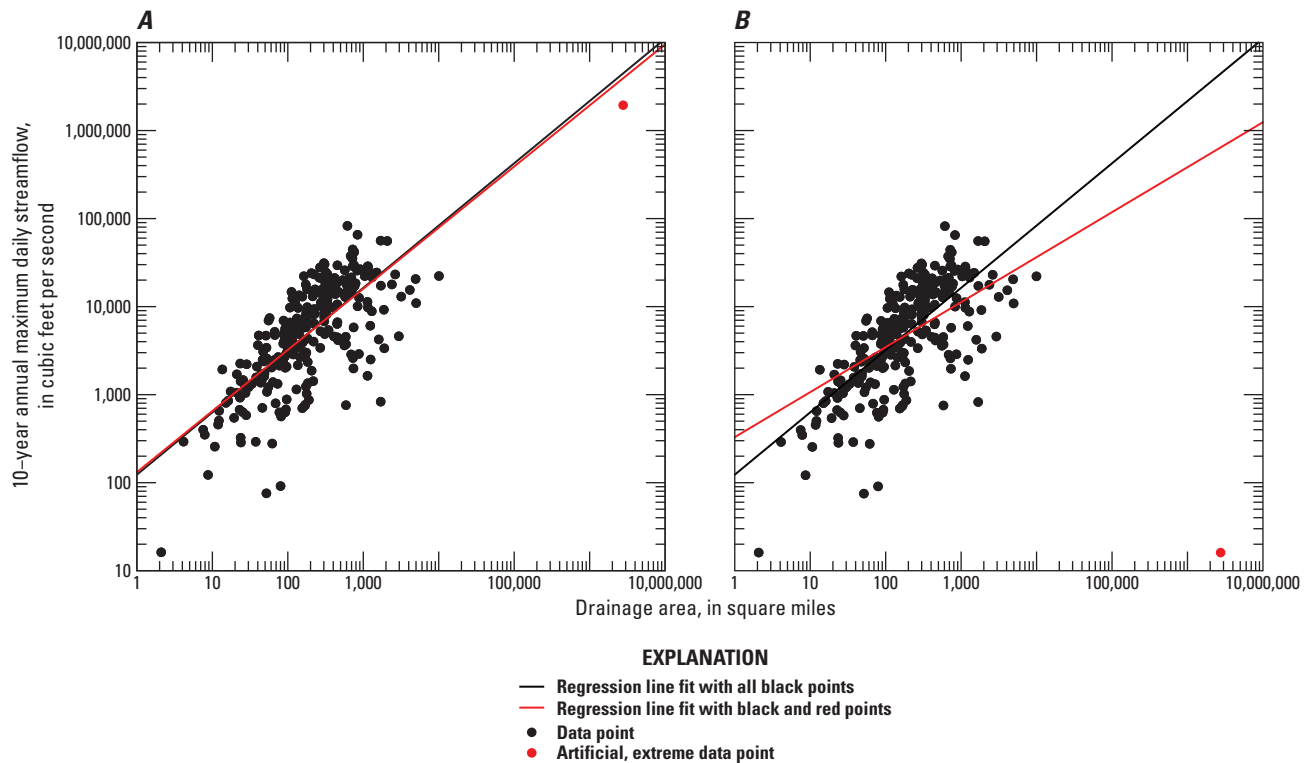 A
B
10,000,000
1,000,000
100,000
10,000
1,000
100
10
10–year annual maximum daily streamflow,
in cubic feet per second
1 10 100 1,000 100,000 10,000,000
1 10 100 1,000 100,000 10,000,000
Drainage area, in square miles
EXPLANATION
Regression line fit with all black points
Regression line fit with black and red points
Data point
Artificial, extreme data point